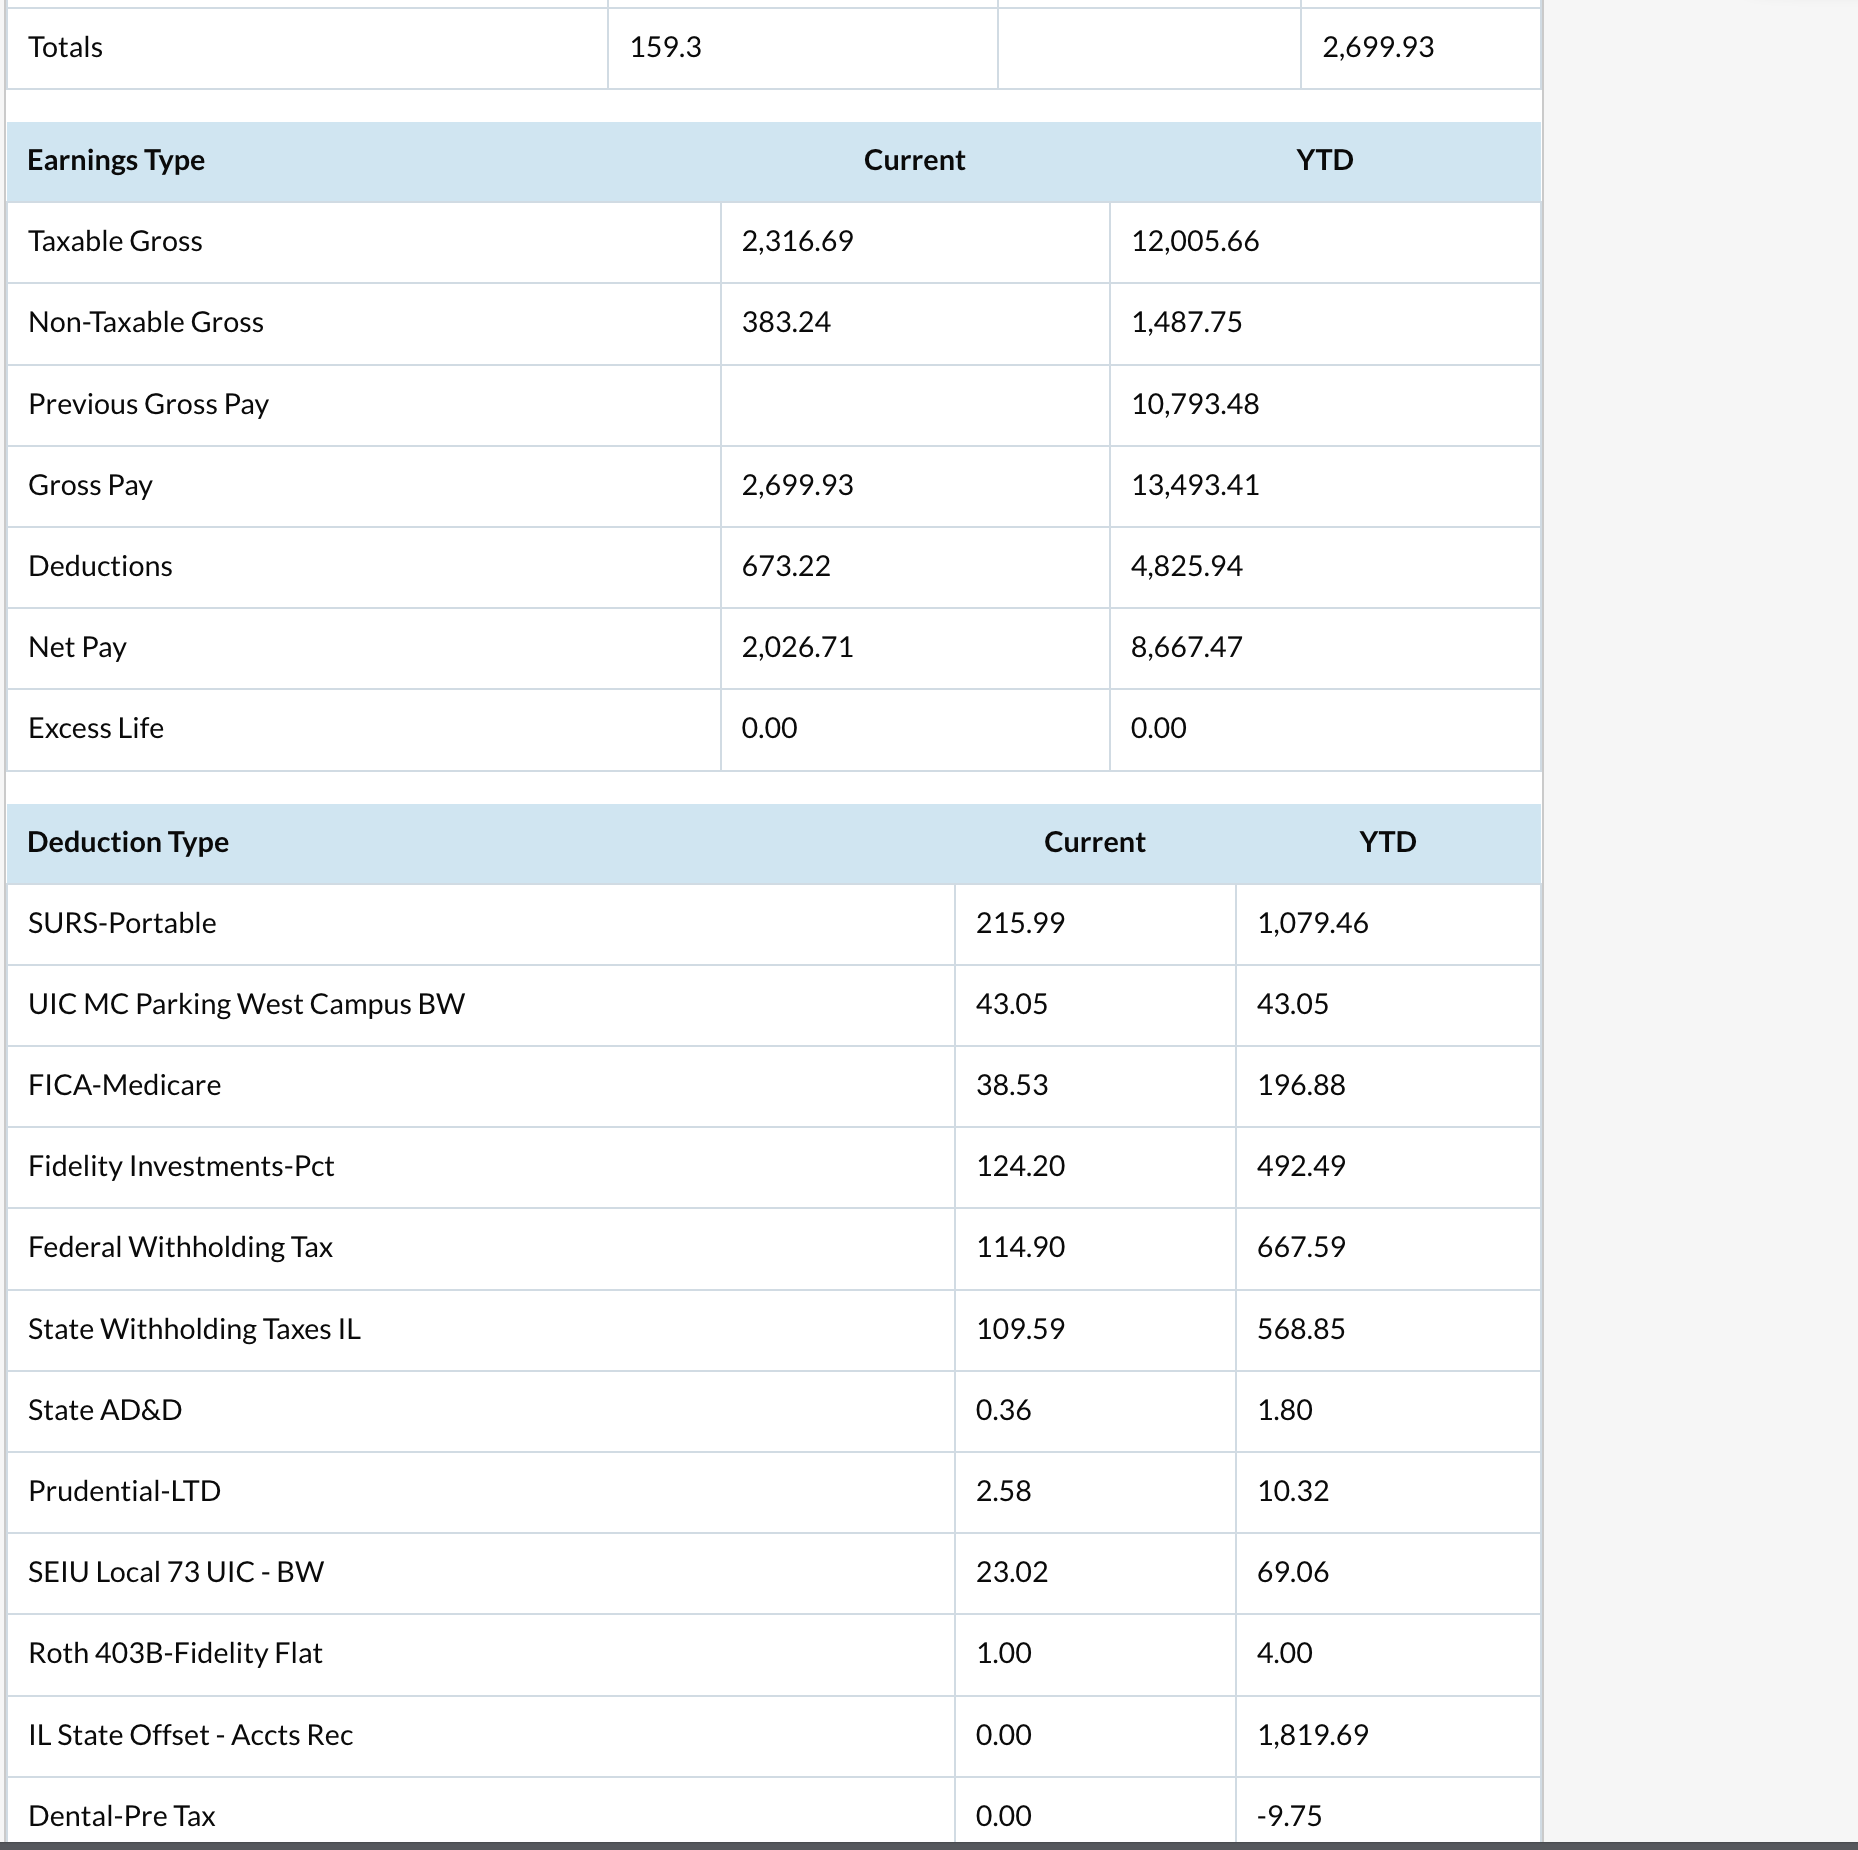 Totals 159.3 2,699.93
Earnings Type Current YTD
Taxable Gross 2,316.69 12,005.66
Non-Taxable Gross 383.24 1,487.75
Previous Gross Pay 10,793.48
Gross Pay 2,699.93 13,493.41
Deductions 673.22 4,825.94
Net Pay 2,026.71 8,667.47
Excess Life 0.00 0.00
Deduction Type Current YTD
SURS-Portable 215.99 1,079.46
UIC MC Parking West Campus BW 43.05 43.05
FICA-Medicare 38.53 196.88
Fidelity Investments-Pct 124.20 492.49
Federal Withholding Tax 114.90 667.59
State Withholding Taxes IL 109.59 568.85
State AD&D 0.36 1.80
Prudential-LTD 2.58 10.32
SEIU Local 73 UIC - BW 23.02 69.06
Roth 403B-Fidelity Flat 1.00 4.00
IL State Offset - Accts Rec 0.00 1,819.69
Dental-Pre Tax 0.00 -9.75